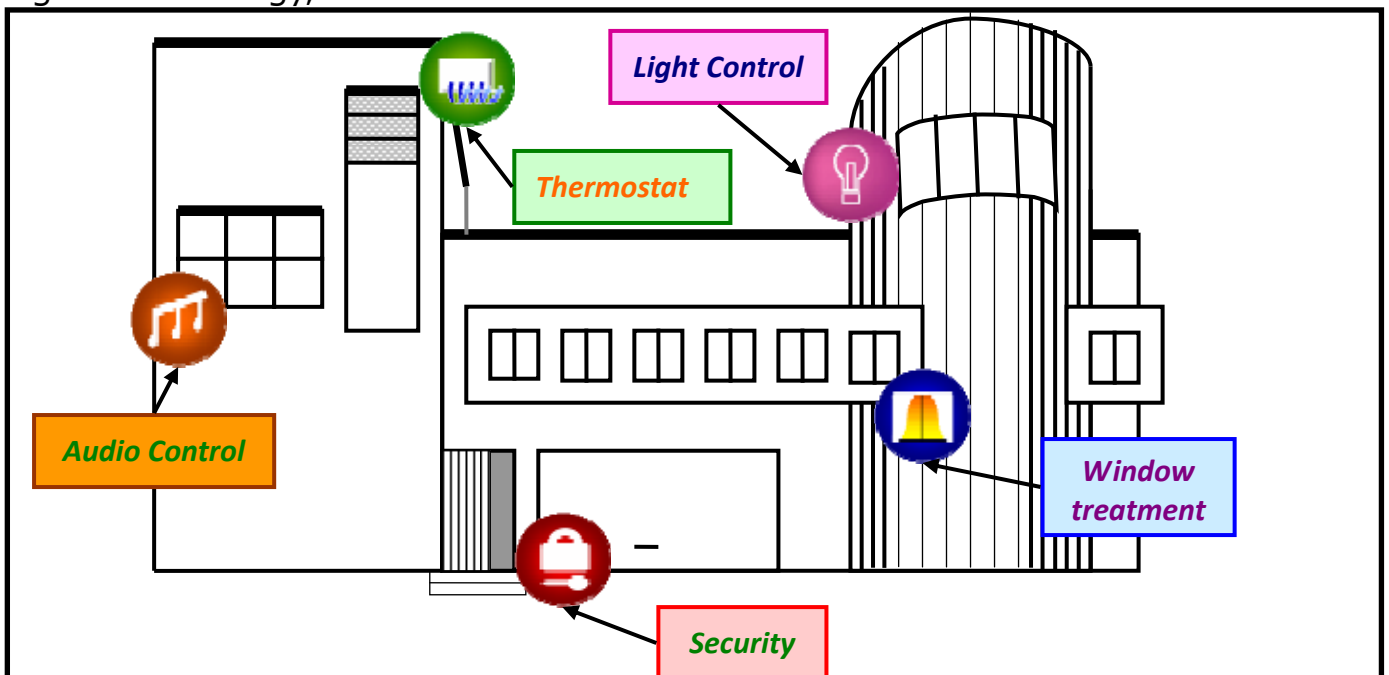 Light Control
Thermostat
Audio Control
Window
treatment
Security